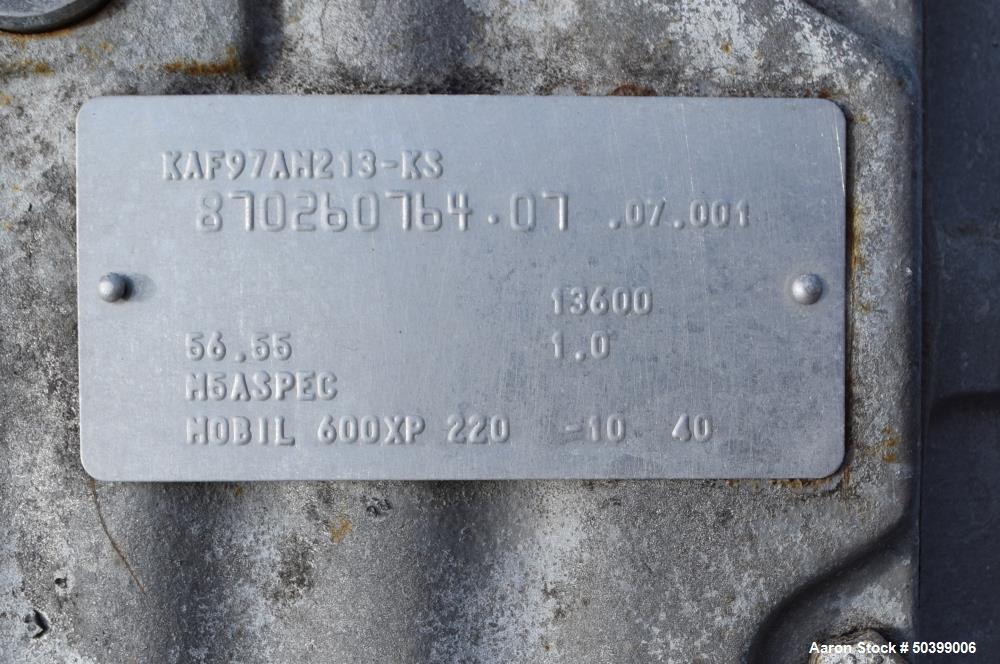 KAF97AM213-KS
870260764.07 .07.001
13600
56.55 1.0
M5ASPEC
MOBIL 600XP 220 -10 40
Aaron Stock # 50399006